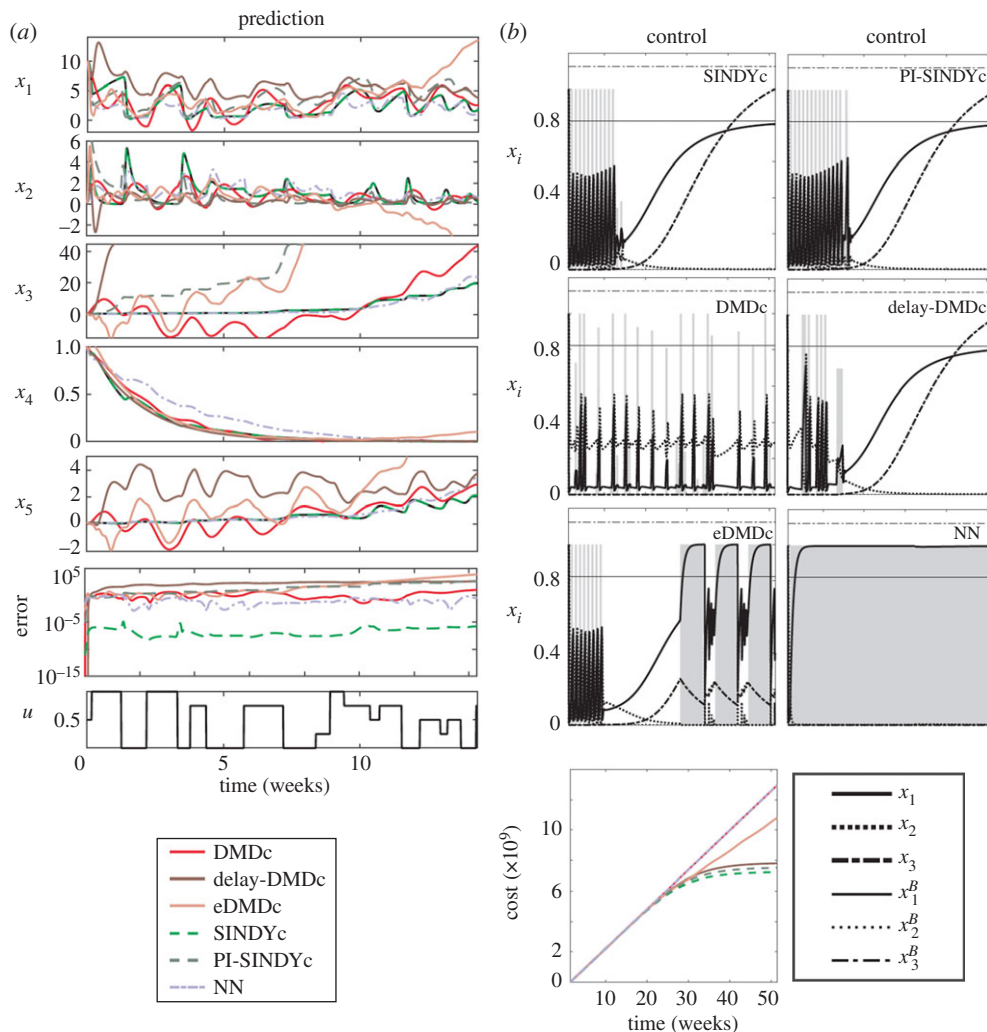 (a)
prediction
x1
10
5
0
x2
6
4
2
0
−2
x3
40
20
0
x4
1.0
0.5
0
x5
4
2
0
−2
error
10^5
10^−5
10^−15
u
0.5
0
5
10
time (weeks)
DMDc
delay-DMDc
eDMDc
SINDYc
PI-SINDYc
NN
(b)
control
control
SINDYc
PI-SINDYc
xi
0.8
0.4
0
DMDc
delay-DMDc
xi
0.8
0.4
0
eDMDc
NN
xi
0.8
0.4
0
cost (×10^9)
10
6
2
0
10
20
30
40
50
time (weeks)
x1
x2
x3
x1^B
x2^B
x3^B